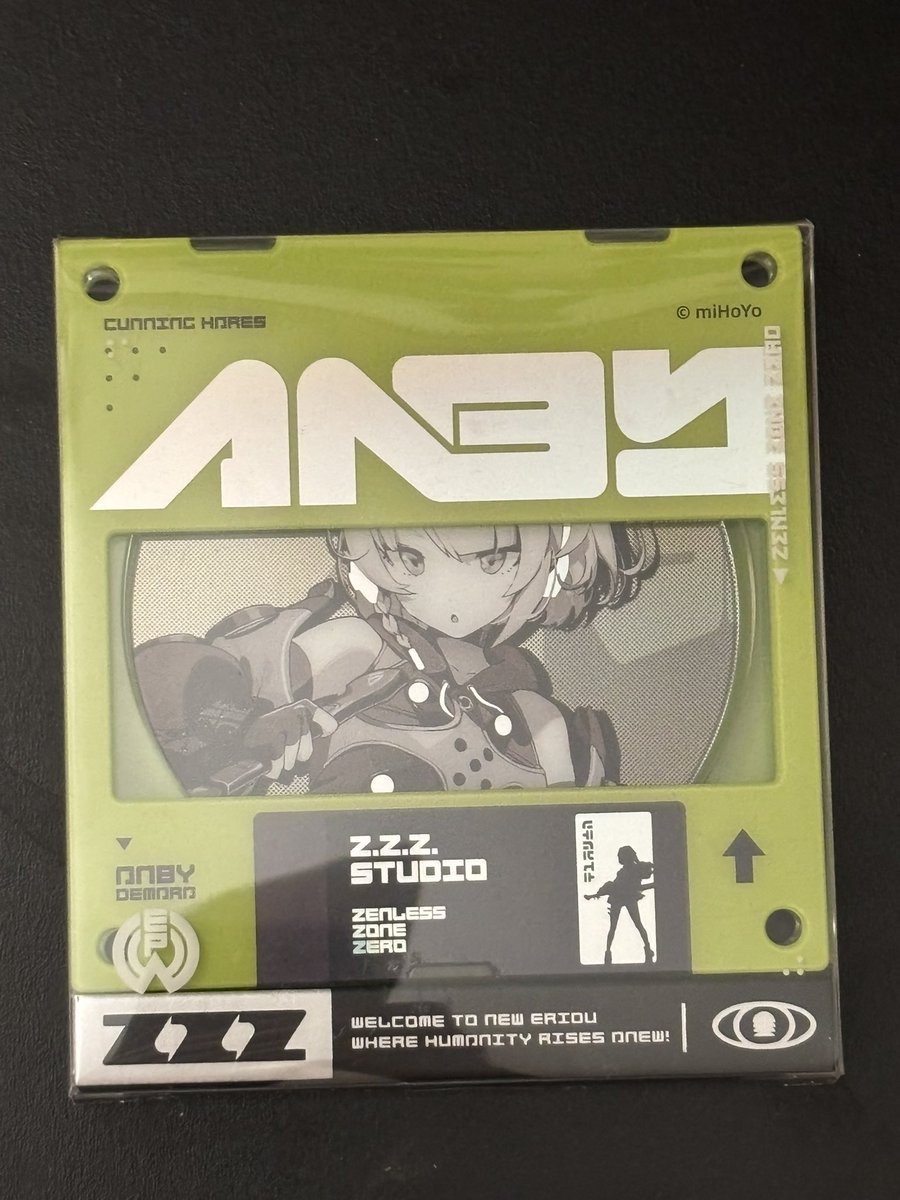 CUNNING HARES
© miHoYo
ANBY
ZENLESS ZONE ZERO
ANBY
DEMARA
Z.Z.Z.
STUDIO
ZENLESS
ZONE
ZERO
ZZZ
WELCOME TO NEW ERIDU
WHERE HUMANITY RISES ANEW!